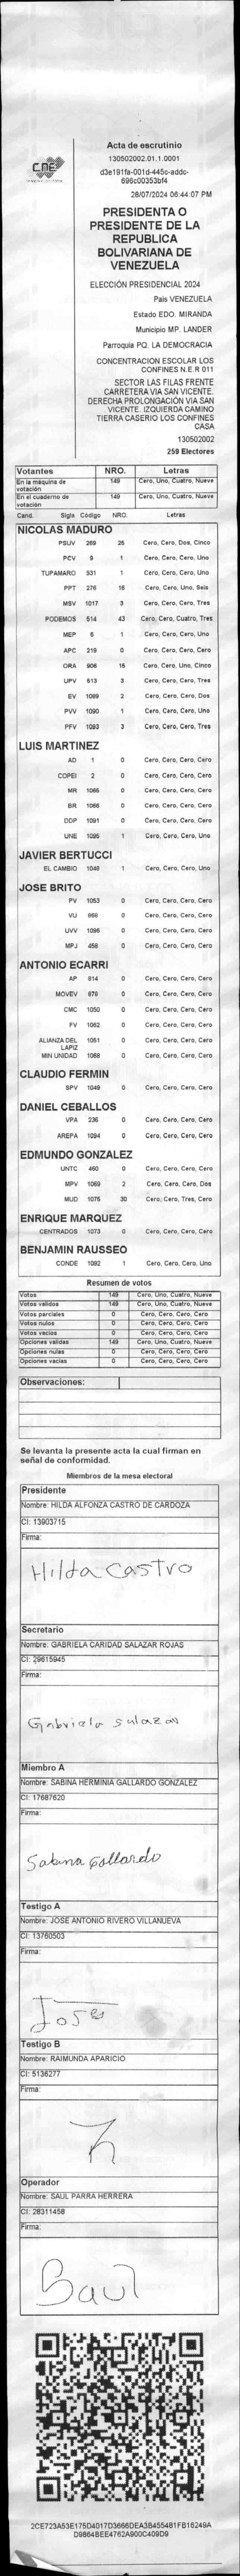 CNE
Acta de escrutinio
130502002.01.1.0001
d3e191fa-001d-445c-addc-
696c00353bf4
28/07/2024 06:44:07 PM
PRESIDENTA O
PRESIDENTE DE LA
REPUBLICA
BOLIVARIANA DE
VENEZUELA
ELECCIÓN PRESIDENCIAL 2024
País VENEZUELA
Estado EDO. MIRANDA
Municipio MP. LANDER
Parroquia PQ. LA DEMOCRACIA
CONCENTRACION ESCOLAR LOS
CONFINES N.E.R 011
SECTOR LAS FILAS FRENTE
CARRETERA VIA SAN VICENTE.
DERECHA PROLONGACIÓN VIA SAN
VICENTE. IZQUIERDA CAMINO
TIERRA CASERIO LOS CONFINES
CASA
130502002
259 Electores
Votantes NRO. Letras
En la máquina de votación 149 Cero, Uno, Cuatro, Nueve
En el cuaderno de votación 149 Cero, Uno, Cuatro, Nueve
Cand. Sigla Código NRO. Letras
NICOLAS MADURO
PSUV 269 25 Cero, Cero, Dos, Cinco
PCV 9 1 Cero, Cero, Cero, Uno
TUPAMARO 931 1 Cero, Cero, Cero, Uno
PPT 276 16 Cero, Cero, Uno, Seis
MSV 1017 3 Cero, Cero, Cero, Tres
PODEMOS 514 43 Cero, Cero, Cuatro, Tres
MEP 6 1 Cero, Cero, Cero, Uno
APC 219 0 Cero, Cero, Cero, Cero
ORA 908 15 Cero, Cero, Uno, Cinco
UPV 613 3 Cero, Cero, Cero, Tres
EV 1089 2 Cero, Cero, Cero, Dos
PVV 1090 1 Cero, Cero, Cero, Uno
PFV 1093 3 Cero, Cero, Cero, Tres
LUIS MARTINEZ
AD 1 0 Cero, Cero, Cero, Cero
COPEI 2 0 Cero, Cero, Cero, Cero
MR 1065 0 Cero, Cero, Cero, Cero
BR 1066 0 Cero, Cero, Cero, Cero
DDP 1091 0 Cero, Cero, Cero, Cero
UNE 1095 1 Cero, Cero, Cero, Uno
JAVIER BERTUCCI
EL CAMBIO 1048 1 Cero, Cero, Cero, Uno
JOSE BRITO
PV 1053 0 Cero, Cero, Cero, Cero
VU 868 0 Cero, Cero, Cero, Cero
UVV 1096 0 Cero, Cero, Cero, Cero
MPJ 458 0 Cero, Cero, Cero, Cero
ANTONIO ECARRI
AP 914 0 Cero, Cero, Cero, Cero
MOVEV 678 0 Cero, Cero, Cero, Cero
CMC 1050 0 Cero, Cero, Cero, Cero
FV 1062 0 Cero, Cero, Cero, Cero
ALIANZA DEL LAPIZ 1051 0 Cero, Cero, Cero, Cero
MIN UNIDAD 1068 0 Cero, Cero, Cero, Cero
CLAUDIO FERMIN
SPV 1049 0 Cero, Cero, Cero, Cero
DANIEL CEBALLOS
VPA 236 0 Cero, Cero, Cero, Cero
AREPA 1094 0 Cero, Cero, Cero, Cero
EDMUNDO GONZALEZ
UNTC 460 0 Cero, Cero, Cero, Cero
MPV 1069 2 Cero, Cero, Cero, Dos
MUD 1075 30 Cero, Cero, Tres, Cero
ENRIQUE MARQUEZ
CENTRADOS 1073 0 Cero, Cero, Cero, Cero
BENJAMIN RAUSSEO
CONDE 1092 1 Cero, Cero, Cero, Uno
Resumen de votos
Votos 149 Cero, Uno, Cuatro, Nueve
Votos validos 149 Cero, Uno, Cuatro, Nueve
Votos parciales 0 Cero, Cero, Cero, Cero
Votos nulos 0 Cero, Cero, Cero, Cero
Votos vacios 0 Cero, Cero, Cero, Cero
Opciones validas 149 Cero, Uno, Cuatro, Nueve
Opciones nulas 0 Cero, Cero, Cero, Cero
Opciones vacias 0 Cero, Cero, Cero, Cero
Observaciones:
Se levanta la presente acta la cual firman en
señal de conformidad.
Miembros de la mesa electoral
Presidente
Nombre: HILDA ALFONZA CASTRO DE CARDOZA
CI: 13903715
Firma:
Hilda Castro
Secretario
Nombre: GABRIELA CARIDAD SALAZAR ROJAS
CI: 29615945
Firma:
Gabriela Salazar
Miembro A
Nombre: SABINA HERMINIA GALLARDO GONZALEZ
CI: 17687620
Firma:
Sabina Gallardo
Testigo A
Nombre: JOSE ANTONIO RIVERO VILLANUEVA
CI: 13760503
Firma:
Jose
Testigo B
Nombre: RAIMUNDA APARICIO
CI: 5136277
Firma:
Operador
Nombre: SAUL PARRA HERRERA
CI: 28311458
Firma:
Saul
2CE723A53E175D4017D3666DEA3B455481FB16249A
D9864BEE4762A900C409D9